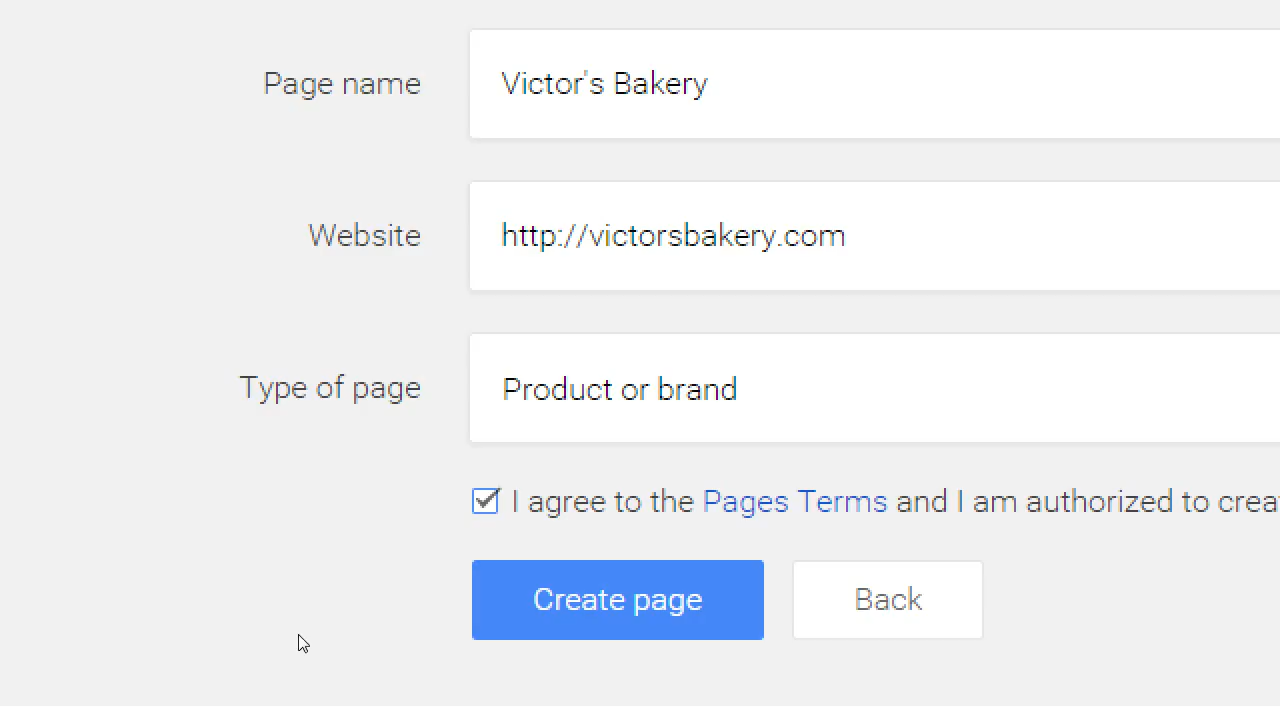 Page name
Victor's Bakery
Website
http://victorsbakery.com
Type of page
Product or brand
I agree to the Pages Terms and I am authorized to crea
Create page
Back